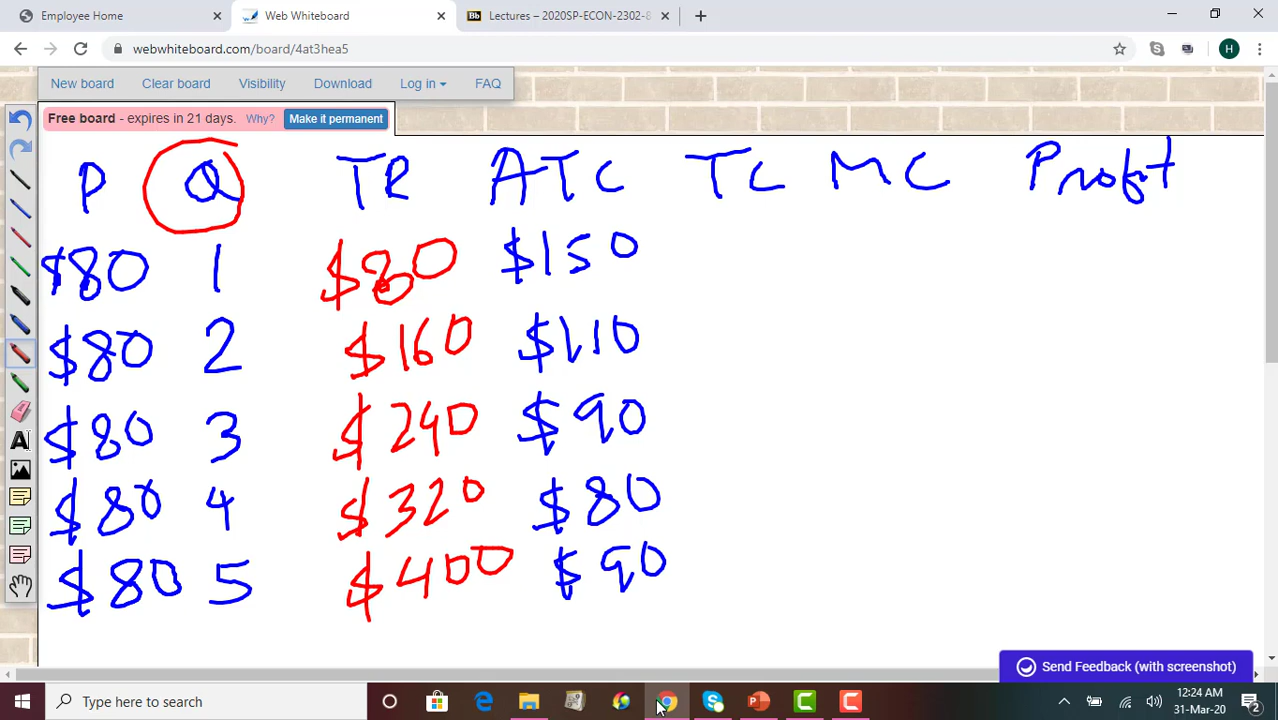 Employee Home
Web Whiteboard
Lectures – 2020SP-ECON-2302-8
webwhiteboard.com/board/4at3hea5
H
New board Clear board Visibility Download Log in FAQ
Free board - expires in 21 days. Why? Make it permanent
P Q TR ATC TC MC Profit
$80 1 $80 $150
$80 2 $160 $110
$80 3 $240 $90
$80 4 $320 $80
$80 5 $400 $90
A
Send Feedback (with screenshot)
Type here to search
12:24 AM
31-Mar-20
2